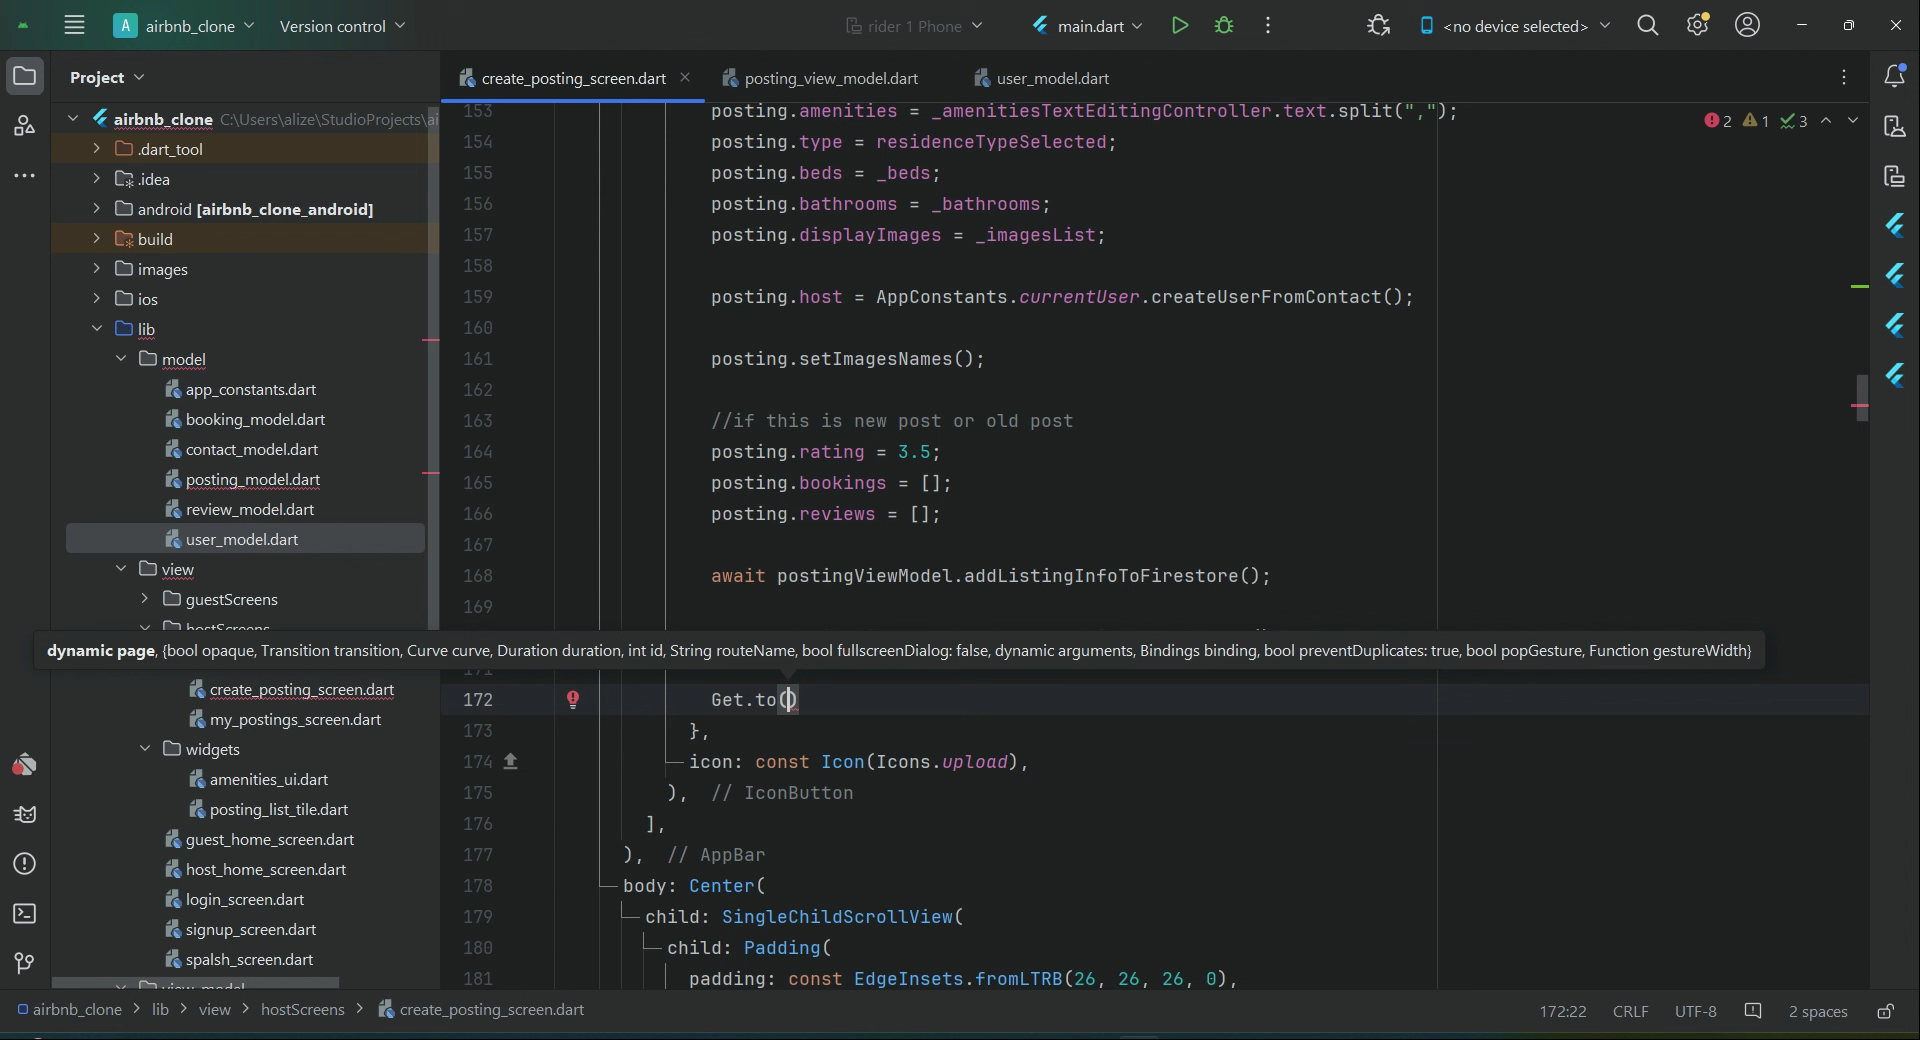 A airbnb_clone Version control rider 1 Phone main.dart <no device selected>
Project
create_posting_screen.dart posting_view_model.dart user_model.dart
airbnb_clone C:\Users\alize\StudioProjects\ai
.dart_tool
.idea
android [airbnb_clone_android]
build
images
ios
lib
model
app_constants.dart
booking_model.dart
contact_model.dart
posting_model.dart
review_model.dart
user_model.dart
view
guestScreens
hostScreens
create_posting_screen.dart
my_postings_screen.dart
widgets
amenities_ui.dart
posting_list_tile.dart
guest_home_screen.dart
host_home_screen.dart
login_screen.dart
signup_screen.dart
spalsh_screen.dart
view_model
2 1 3
153 posting.amenities = _amenitiesTextEditingController.text.split(",");
154 posting.type = residenceTypeSelected;
155 posting.beds = _beds;
156 posting.bathrooms = _bathrooms;
157 posting.displayImages = _imagesList;
158
159 posting.host = AppConstants.currentUser.createUserFromContact();
160
161 posting.setImagesNames();
162
163 //if this is new post or old post
164 posting.rating = 3.5;
165 posting.bookings = [];
166 posting.reviews = [];
167
168 await postingViewModel.addListingInfoToFirestore();
169
dynamic page, {bool opaque, Transition transition, Curve curve, Duration duration, int id, String routeName, bool fullscreenDialog: false, dynamic arguments, Bindings binding, bool preventDuplicates: true, bool popGesture, Function gestureWidth}
171
172 Get.to()
173 },
174 icon: const Icon(Icons.upload),
175 ), // IconButton
176 ],
177 ), // AppBar
178 body: Center(
179 child: SingleChildScrollView(
180 child: Padding(
181 padding: const EdgeInsets.fromLTRB(26, 26, 26, 0),
airbnb_clone > lib > view > hostScreens > create_posting_screen.dart 172:22 CRLF UTF-8 2 spaces